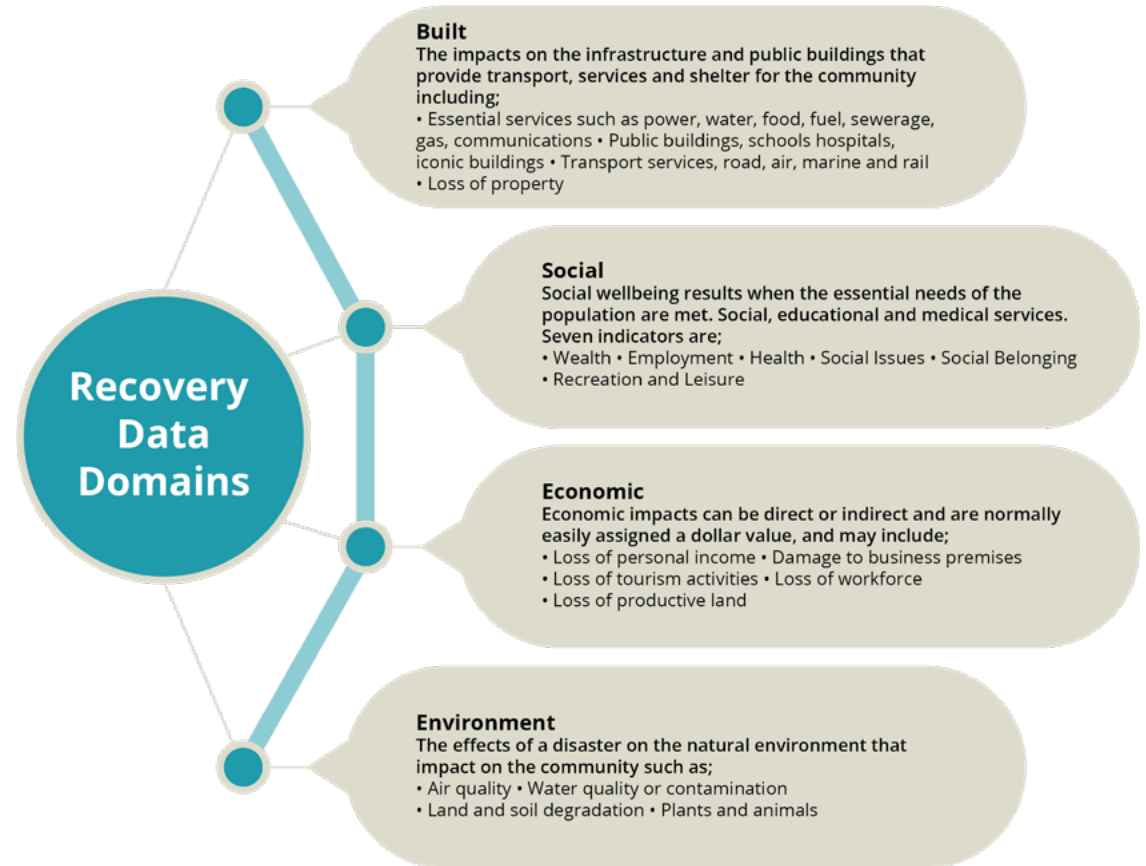 Built
The impacts on the infrastructure and public buildings that
provide transport, services and shelter for the community
including;
• Essential services such as power, water, food, fuel, sewerage,
gas, communications • Public buildings, schools hospitals,
iconic buildings • Transport services, road, air, marine and rail
• Loss of property
Social
Social wellbeing results when the essential needs of the
population are met. Social, educational and medical services.
Seven indicators are;
• Wealth • Employment • Health • Social Issues • Social Belonging
• Recreation and Leisure
Recovery
Data
Domains
Economic
Economic impacts can be direct or indirect and are normally
easily assigned a dollar value, and may include;
• Loss of personal income • Damage to business premises
• Loss of tourism activities • Loss of workforce
• Loss of productive land
Environment
The effects of a disaster on the natural environment that
impact on the community such as;
• Air quality • Water quality or contamination
• Land and soil degradation • Plants and animals